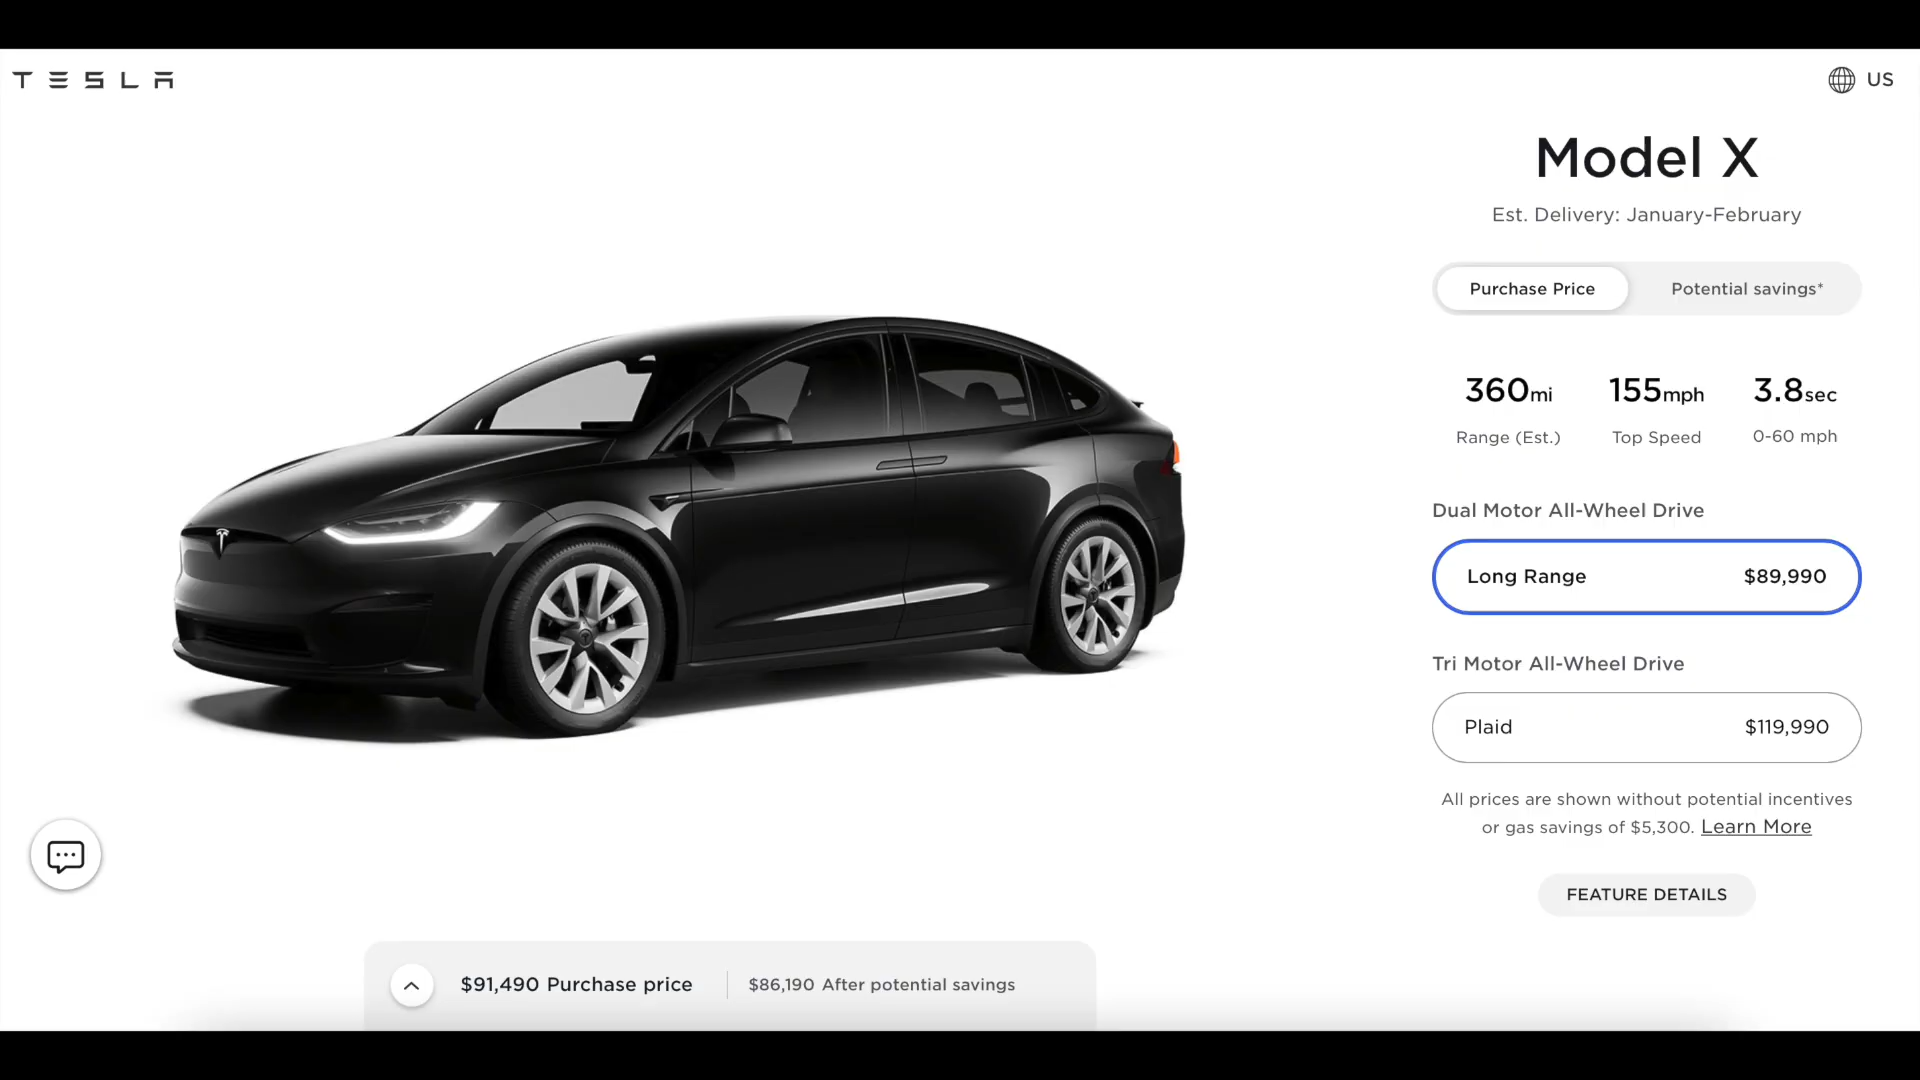 TESLA
US
Model X
Est. Delivery: January-February
Purchase Price
Potential savings*
360mi
155mph
3.8sec
Range (Est.)
Top Speed
0-60 mph
Dual Motor All-Wheel Drive
Long Range $89,990
Tri Motor All-Wheel Drive
Plaid $119,990
All prices are shown without potential incentives
or gas savings of $5,300. Learn More
FEATURE DETAILS
$91,490 Purchase price
$86,190 After potential savings